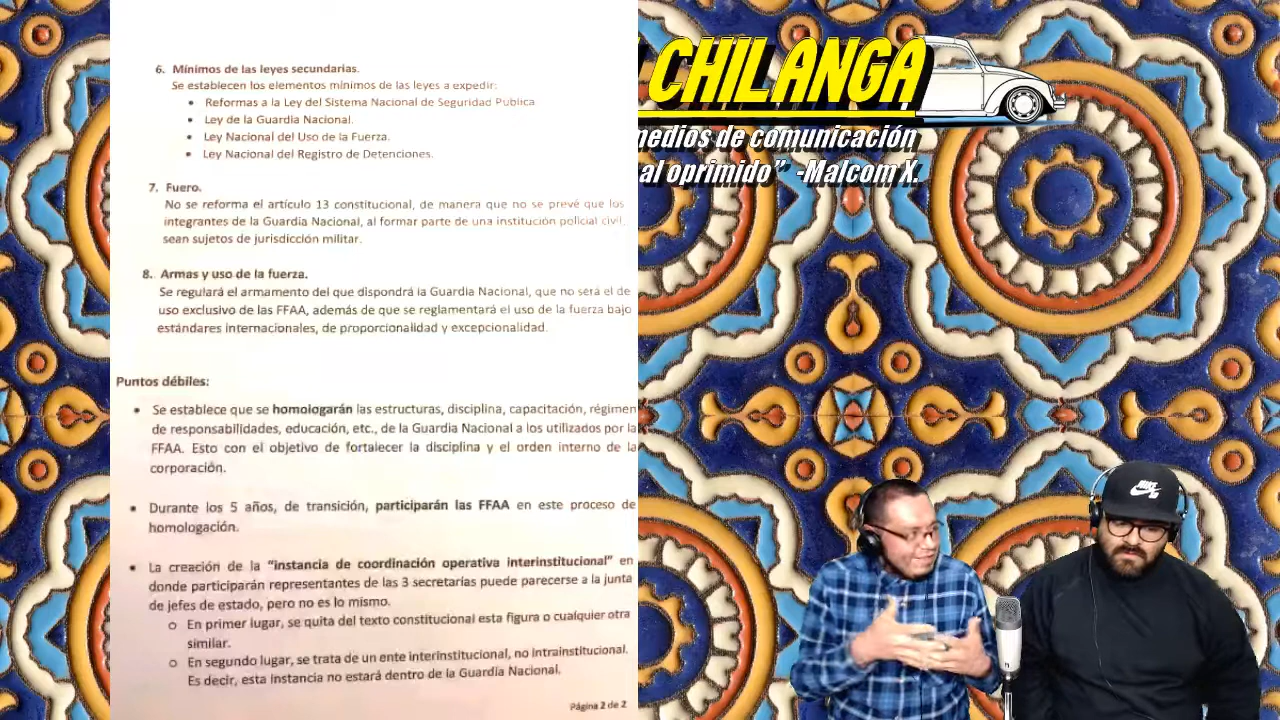 6. Mínimos de las leyes secundarias.
Se establecen los elementos mínimos de las leyes a expedir:
• Reformas a la Ley del Sistema Nacional de Seguridad Publica
• Ley de la Guardia Nacional.
• Ley Nacional del Uso de la Fuerza.
• Ley Nacional del Registro de Detenciones.
7. Fuero.
No se reforma el artículo 13 constitucional, de manera que no se prevé que los
integrantes de la Guardia Nacional, al formar parte de una institución policial civil,
sean sujetos de jurisdicción militar.
8. Armas y uso de la fuerza.
Se regulará el armamento del que dispondrá la Guardia Nacional, que no será el de
uso exclusivo de las FFAA, además de que se reglamentará el uso de la fuerza bajo
estándares internacionales, de proporcionalidad y excepcionalidad.
Puntos débiles:
• Se establece que se homologarán las estructuras, disciplina, capacitación, régimen
de responsabilidades, educación, etc., de la Guardia Nacional a los utilizados por la
FFAA. Esto con el objetivo de fortalecer la disciplina y el orden interno de la
corporación.
• Durante los 5 años, de transición, participarán las FFAA en este proceso de
homologación.
• La creación de la "instancia de coordinación operativa interinstitucional" en
donde participarán representantes de las 3 secretarías puede parecerse a la junta
de jefes de estado, pero no es lo mismo.
o En primer lugar, se quita del texto constitucional esta figura o cualquier otra
similar.
o En segundo lugar, se trata de un ente interinstitucional, no intrainstitucional.
Es decir, esta instancia no estará dentro de la Guardia Nacional.
Página 2 de 2
CHILANGA
medios de comunicación
al oprimido" -Malcom X.
NIKE